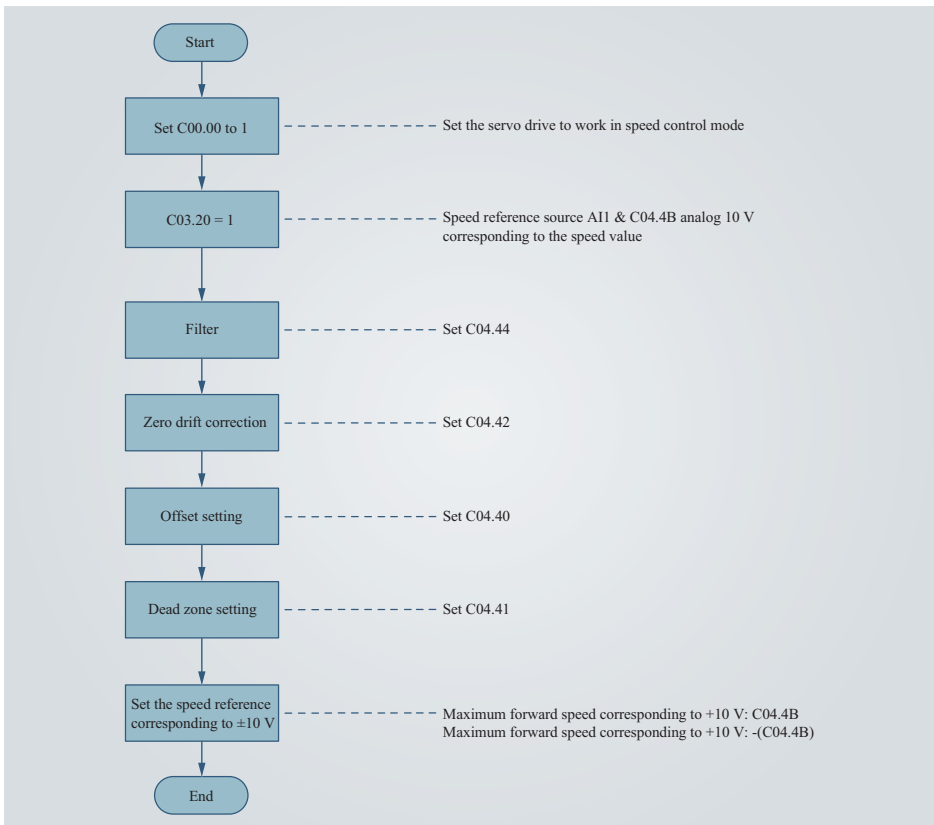 Start
Set C00.00 to 1
Set the servo drive to work in speed control mode
C03.20 = 1
Speed reference source AI1 & C04.4B analog 10 V
corresponding to the speed value
Filter
Set C04.44
Zero drift correction
Set C04.42
Offset setting
Set C04.40
Dead zone setting
Set C04.41
Set the speed reference
corresponding to ±10 V
Maximum forward speed corresponding to +10 V: C04.4B
Maximum forward speed corresponding to +10 V: -(C04.4B)
End